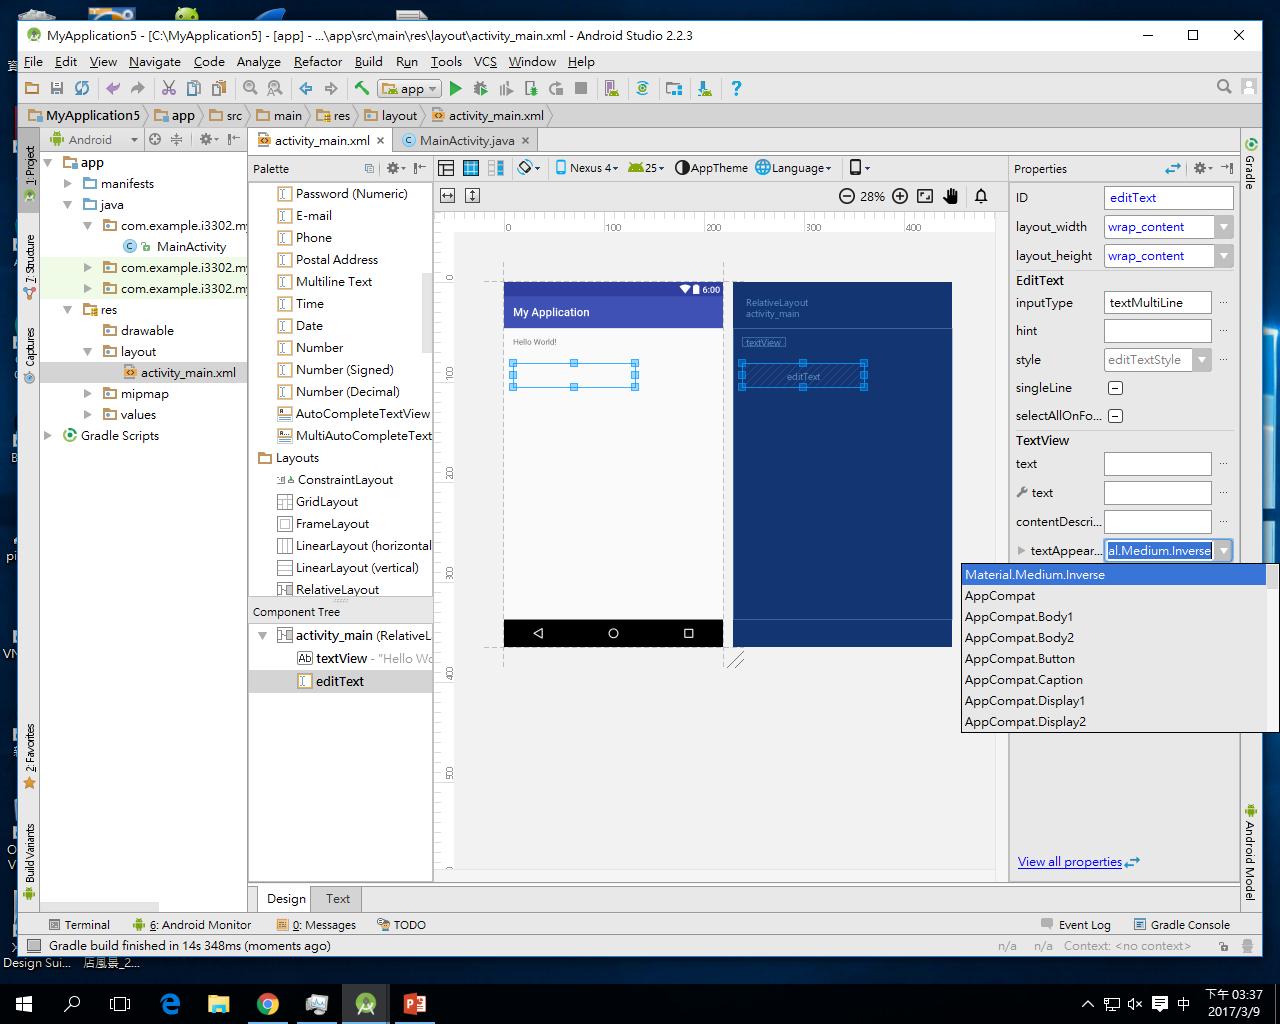 MyApplication5 - [C:\MyApplication5] - [app] - ...\app\src\main\res\layout\activity_main.xml - Android Studio 2.2.3
File Edit View Navigate Code Analyze Refactor Build Run Tools VCS Window Help
app
MyApplication5 app src main res layout activity_main.xml
Android
activity_main.xml
MainActivity.java
1: Project
7: Structure
Captures
2: Favorites
Build Variants
app
manifests
java
com.example.i3302.my
MainActivity
com.example.i3302.my
com.example.i3302.my
res
drawable
layout
activity_main.xml
mipmap
values
Gradle Scripts
Palette
Password (Numeric)
E-mail
Phone
Postal Address
Multiline Text
Time
Date
Number
Number (Signed)
Number (Decimal)
AutoCompleteTextView
MultiAutoCompleteText
Layouts
ConstraintLayout
GridLayout
FrameLayout
LinearLayout (horizontal
LinearLayout (vertical)
RelativeLayout
Component Tree
activity_main (RelativeL
textView - "Hello Wo
editText
Nexus 4 25 AppTheme Language
28%
0 200 400
0
100
200
300
400
500
6:00
My Application
Hello World!
RelativeLayout
activity_main
textView
editText
Properties
ID editText
layout_width wrap_content
layout_height wrap_content
EditText
inputType textMultiLine
hint
style editTextStyle
singleLine
selectAllOnFo...
TextView
text
text
contentDescri...
textAppear... al.Medium.Inverse
Material.Medium.Inverse
AppCompat
AppCompat.Body1
AppCompat.Body2
AppCompat.Button
AppCompat.Caption
AppCompat.Display1
AppCompat.Display2
View all properties
Gradle
Android Model
Design Text
Terminal 6: Android Monitor 0: Messages TODO Event Log Gradle Console
Gradle build finished in 14s 348ms (moments ago) n/a n/a Context: <no context>
Design Sui...
中
下午 03:37
2017/3/9